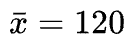 x̄ = 120